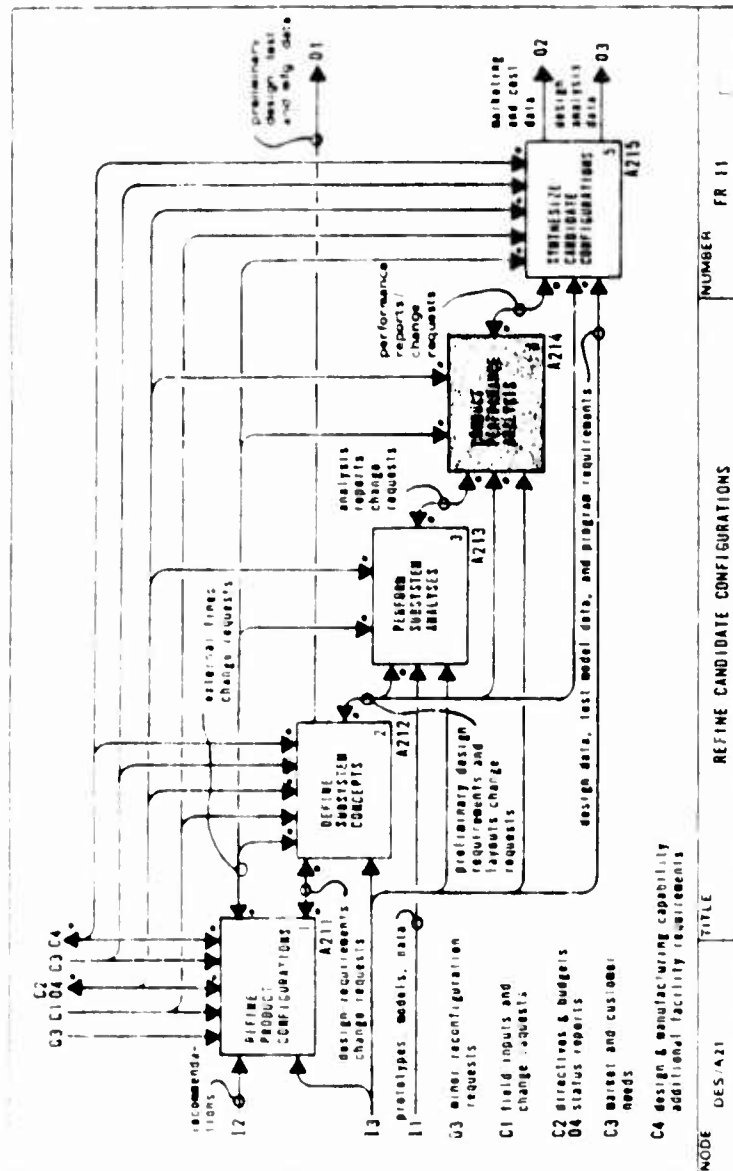 C3 C1 C2 O4 C3 C4
recommenda-
tions
I2
I3
I1
DEFINE
PRODUCT
CONFIGURATIONS
1
A211
external lines
change requests
design requirements
change requests
DEFINE
SUBSYSTEM
CONCEPTS
2
A212
prototypes, models, data
preliminary design
requirements and
layouts change
requests
PERFORM
SUBSYSTEM
ANALYSES
3
A213
analysis
reports
change
requests
CONDUCT
PERFORMANCE
ANALYSIS
A214
performance
reports/
change
requests
SYNTHESIZE
CANDIDATE
CONFIGURATIONS
5
A215
preliminary
design test
and mfg data
O1
marketing
and cost
data
O2
design
analysis
data
O3
design data, test model data, and program requirements
O3 minor reconfiguration
requests
C1 field inputs and
change requests
C2 directives & budgets
O4 status reports
C3 market and customer
needs
C4 design & manufacturing capability
additional facility requirements
NODE DES/A21
TITLE
REFINE CANDIDATE CONFIGURATIONS
NUMBER
FR 11